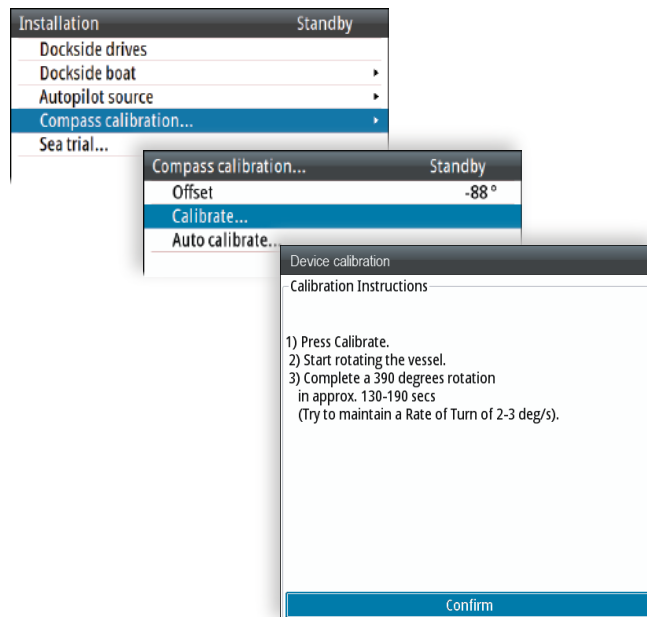 Installation Standby
Dockside drives
Dockside boat
Autopilot source
Compass calibration...
Sea trial...
Compass calibration... Standby
Offset -88°
Calibrate...
Auto calibrate...
Device calibration
Calibration Instructions
1) Press Calibrate.
2) Start rotating the vessel.
3) Complete a 390 degrees rotation
in approx. 130-190 secs
(Try to maintain a Rate of Turn of 2-3 deg/s).
Confirm